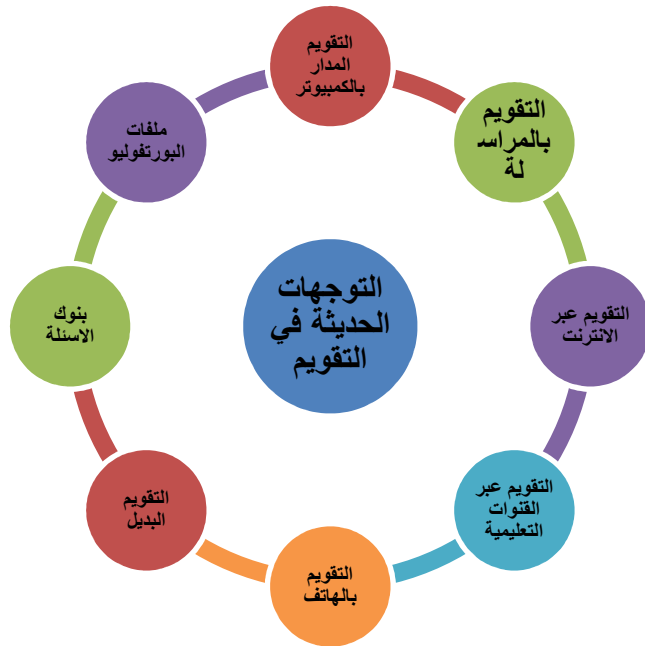 التقويم
المدار
بالكمبيوتر
التقويم
بالمراس
لة
التقويم عبر
الانترنت
التقويم عبر
القنوات
التعليمية
التقويم
بالهاتف
التقويم
البديل
بنوك
الاسئلة
ملفات
البورتفوليو
التوجهات
الحديثة في
التقويم